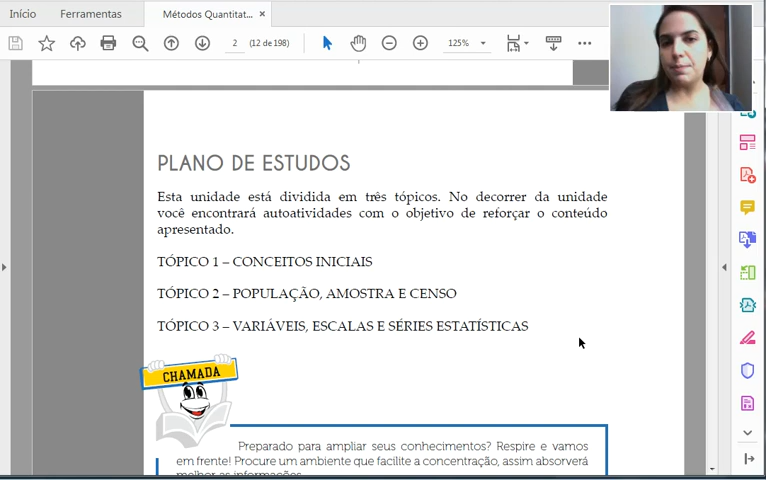 Início Ferramentas Métodos Quantitat... ×
2 (12 de 198) 125%
PLANO DE ESTUDOS
Esta unidade está dividida em três tópicos. No decorrer da unidade
você encontrará autoatividades com o objetivo de reforçar o conteúdo
apresentado.
TÓPICO 1 – CONCEITOS INICIAIS
TÓPICO 2 – POPULAÇÃO, AMOSTRA E CENSO
TÓPICO 3 – VARIÁVEIS, ESCALAS E SÉRIES ESTATÍSTICAS
CHAMADA
Preparado para ampliar seus conhecimentos? Respire e vamos
em frente! Procure um ambiente que facilite a concentração, assim absorverá
melhor as informações.